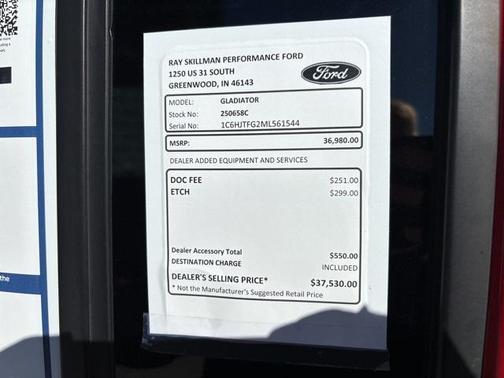 RAY SKILLMAN PERFORMANCE FORD
1250 US 31 SOUTH
GREENWOOD, IN 46143
Ford
MODEL: GLADIATOR
Stock No: 250658C
Serial No: 1C6HJTFG2ML561544
MSRP: 36,980.00
DEALER ADDED EQUIPMENT AND SERVICES
DOC FEE $251.00
ETCH $299.00
Dealer Accessory Total $550.00
DESTINATION CHARGE INCLUDED
DEALER'S SELLING PRICE* $37,530.00
* Not the Manufacturer's Suggested Retail Price
the